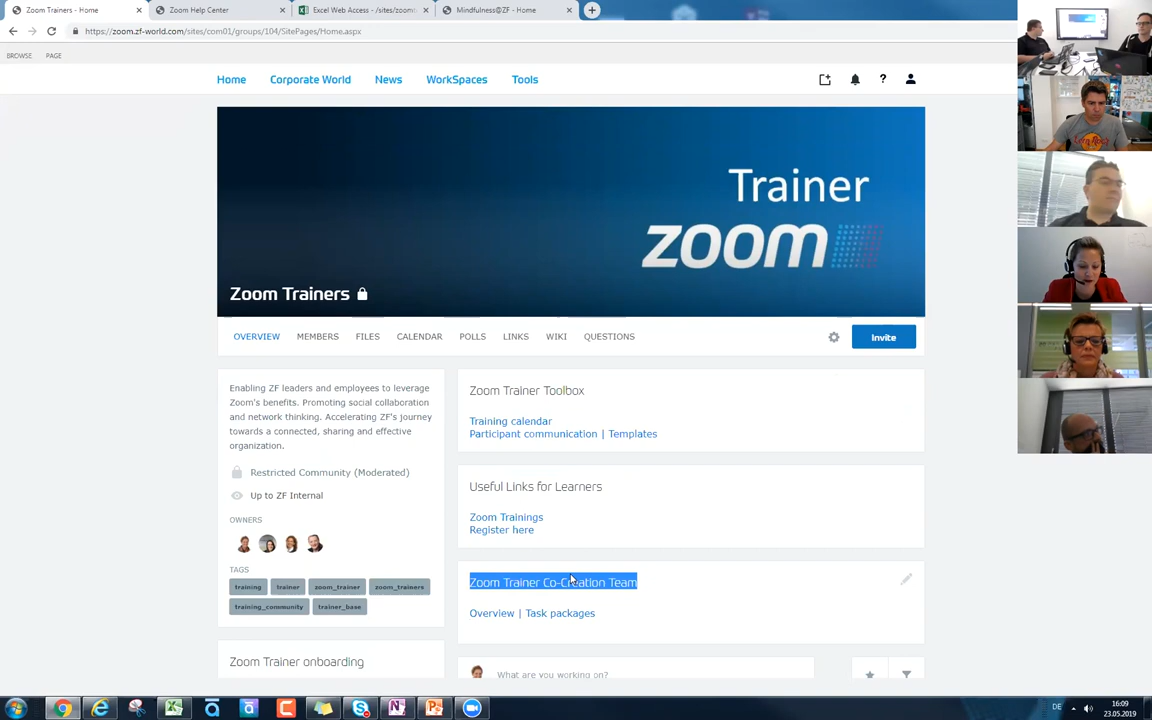 Zoom Trainers - Home
Zoom Help Center
Excel Web Access - /sites/zoom
Mindfulness@ZF - Home
https://zoom.zf-world.com/sites/com01/groups/104/SitePages/Home.aspx
BROWSE PAGE
Home Corporate World News WorkSpaces Tools
Trainer
zoom
Zoom Trainers
OVERVIEW MEMBERS FILES CALENDAR POLLS LINKS WIKI QUESTIONS
Invite
Enabling ZF leaders and employees to leverage
Zoom's benefits. Promoting social collaboration
and network thinking. Accelerating ZF's journey
towards a connected, sharing and effective
organization.
Restricted Community (Moderated)
Up to ZF Internal
OWNERS
TAGS
training trainer zoom_trainer zoom_trainers
training_community trainer_base
Zoom Trainer onboarding
Zoom Trainer Toolbox
Training calendar
Participant communication | Templates
Useful Links for Learners
Zoom Trainings
Register here
Zoom Trainer Co-Creation Team
Overview | Task packages
What are you working on?
DE
16:09
23.05.2019